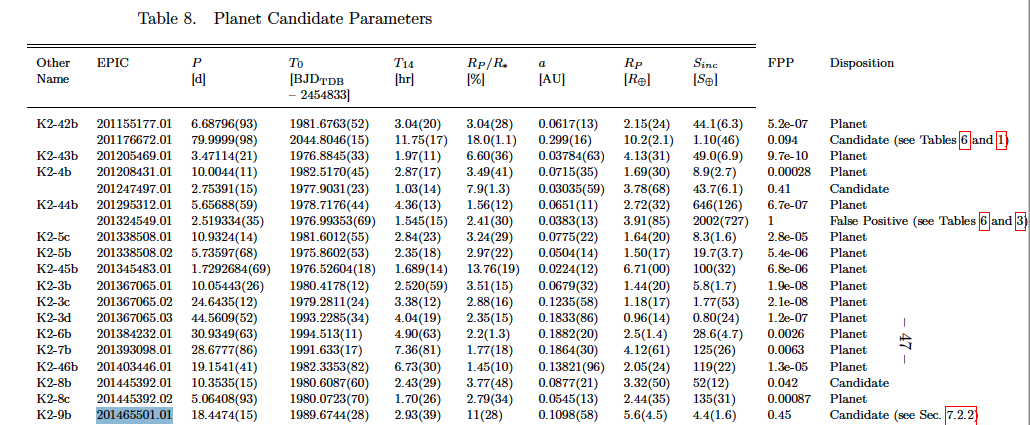 Table 8. Planet Candidate Parameters
Other Name EPIC P [d] T0 [BJDTDB − 2454833] T14 [hr] RP/R* [%] a [AU] RP [R⊕] Sinc [S⊕] FPP Disposition
K2-42b 201155177.01 6.68796(93) 1981.6763(52) 3.04(20) 3.04(28) 0.0617(13) 2.15(24) 44.1(6.3) 5.2e-07 Planet
201176672.01 79.9999(98) 2044.8046(15) 11.75(17) 18.0(1.1) 0.299(16) 10.2(2.1) 1.10(46) 0.094 Candidate (see Tables 6 and 1)
K2-43b 201205469.01 3.47114(21) 1976.8845(33) 1.97(11) 6.60(36) 0.03784(63) 4.13(31) 49.0(6.9) 9.7e-10 Planet
K2-4b 201208431.01 10.0044(11) 1982.5170(45) 2.87(17) 3.49(41) 0.0715(35) 1.69(30) 8.9(2.7) 0.00028 Planet
201247497.01 2.75391(15) 1977.9031(23) 1.03(14) 7.9(1.3) 0.03035(59) 3.78(68) 43.7(6.1) 0.41 Candidate
K2-44b 201295312.01 5.65688(59) 1978.7176(44) 4.36(13) 1.56(12) 0.0651(11) 2.72(32) 646(126) 6.7e-07 Planet
201324549.01 2.519334(35) 1976.99353(69) 1.545(15) 2.41(30) 0.0383(13) 3.91(85) 2002(727) 1 False Positive (see Tables 6 and 3)
K2-5c 201338508.01 10.9324(14) 1981.6012(55) 2.84(23) 3.24(29) 0.0775(22) 1.64(20) 8.3(1.6) 2.8e-05 Planet
K2-5b 201338508.02 5.73597(68) 1975.8602(53) 2.35(18) 2.97(22) 0.0504(14) 1.50(17) 19.7(3.7) 5.4e-06 Planet
K2-45b 201345483.01 1.7292684(69) 1976.52604(18) 1.689(14) 13.76(19) 0.0224(12) 6.71(00) 100(32) 6.8e-06 Planet
K2-3b 201367065.01 10.05443(26) 1980.4178(12) 2.520(59) 3.51(15) 0.0679(32) 1.44(20) 5.8(1.7) 1.9e-08 Planet
K2-3c 201367065.02 24.6435(12) 1979.2811(24) 3.38(12) 2.88(16) 0.1235(58) 1.18(17) 1.77(53) 2.1e-08 Planet
K2-3d 201367065.03 44.5609(52) 1993.2285(34) 4.04(19) 2.35(15) 0.1833(86) 0.96(14) 0.80(24) 1.2e-07 Planet
K2-6b 201384232.01 30.9349(63) 1994.513(11) 4.90(63) 2.2(1.3) 0.1882(20) 2.5(1.4) 28.6(4.7) 0.0026 Planet
K2-7b 201393098.01 28.6777(86) 1991.633(17) 7.36(81) 1.77(18) 0.1864(30) 4.12(61) 125(26) 0.0063 Planet
K2-46b 201403446.01 19.1541(41) 1982.3353(82) 6.73(30) 1.45(10) 0.13821(96) 2.05(24) 119(22) 1.3e-05 Planet
K2-8b 201445392.01 10.3535(15) 1980.6087(60) 2.43(29) 3.77(48) 0.0877(21) 3.32(50) 52(12) 0.042 Candidate
K2-8c 201445392.02 5.06408(93) 1980.0723(70) 1.70(26) 2.79(34) 0.0545(13) 2.44(35) 135(31) 0.00087 Planet
K2-9b 201465501.01 18.4474(15) 1989.6744(28) 2.93(39) 11(28) 0.1098(58) 5.6(4.5) 4.4(1.6) 0.45 Candidate (see Sec. 7.2.2)
– 47 –